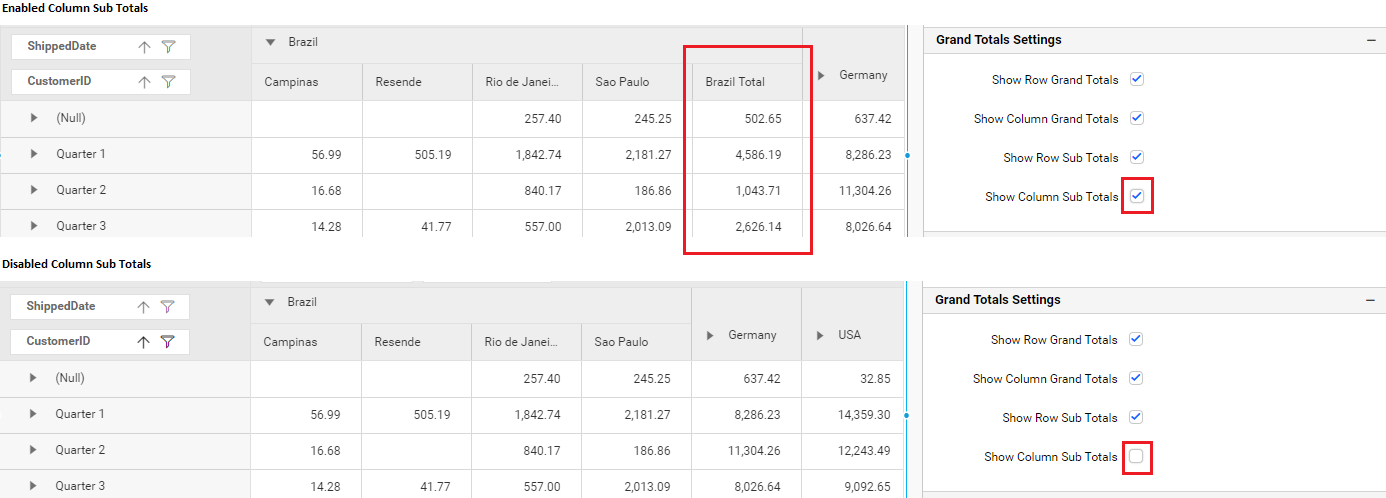 Enabled Column Sub Totals
ShippedDate Brazil Grand Totals Settings
CustomerID Campinas Resende Rio de Janei... Sao Paulo Brazil Total Germany Show Row Grand Totals
(Null) 257.40 245.25 502.65 637.42 Show Column Grand Totals
Quarter 1 56.99 505.19 1,842.74 2,181.27 4,586.19 8,286.23 Show Row Sub Totals
Quarter 2 16.68 840.17 186.86 1,043.71 11,304.26 Show Column Sub Totals
Quarter 3 14.28 41.77 557.00 2,013.09 2,626.14 8,026.64
Disabled Column Sub Totals
ShippedDate Brazil Grand Totals Settings
CustomerID Campinas Resende Rio de Janei... Sao Paulo Germany USA Show Row Grand Totals
(Null) 257.40 245.25 637.42 32.85 Show Column Grand Totals
Quarter 1 56.99 505.19 1,842.74 2,181.27 8,286.23 14,359.30 Show Row Sub Totals
Quarter 2 16.68 840.17 186.86 11,304.26 12,243.49 Show Column Sub Totals
Quarter 3 14.28 41.77 557.00 2,013.09 8,026.64 9,092.65